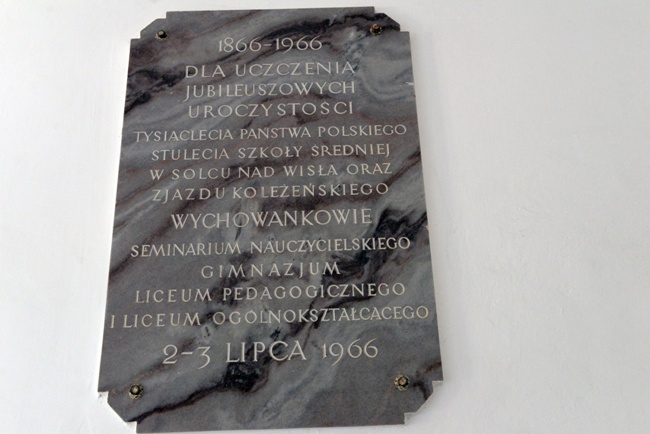 1866-1966
DLA UCZCZENIA
JUBILEUSZOWYCH
UROCZYSTOŚCI
TYSIĄCLECIA PAŃSTWA POLSKIEGO
STULECIA SZKOŁY ŚREDNIEJ
W SOLCU NAD WISŁĄ ORAZ
ZJAZDU KOLEŻEŃSKIEGO
WYCHOWANKOWIE
SEMINARIUM NAUCZYCIELSKIEGO
GIMNAZJUM
LICEUM PEDAGOGICZNEGO
I LICEUM OGÓLNOKSZTAŁCĄCEGO
2-3 LIPCA 1966